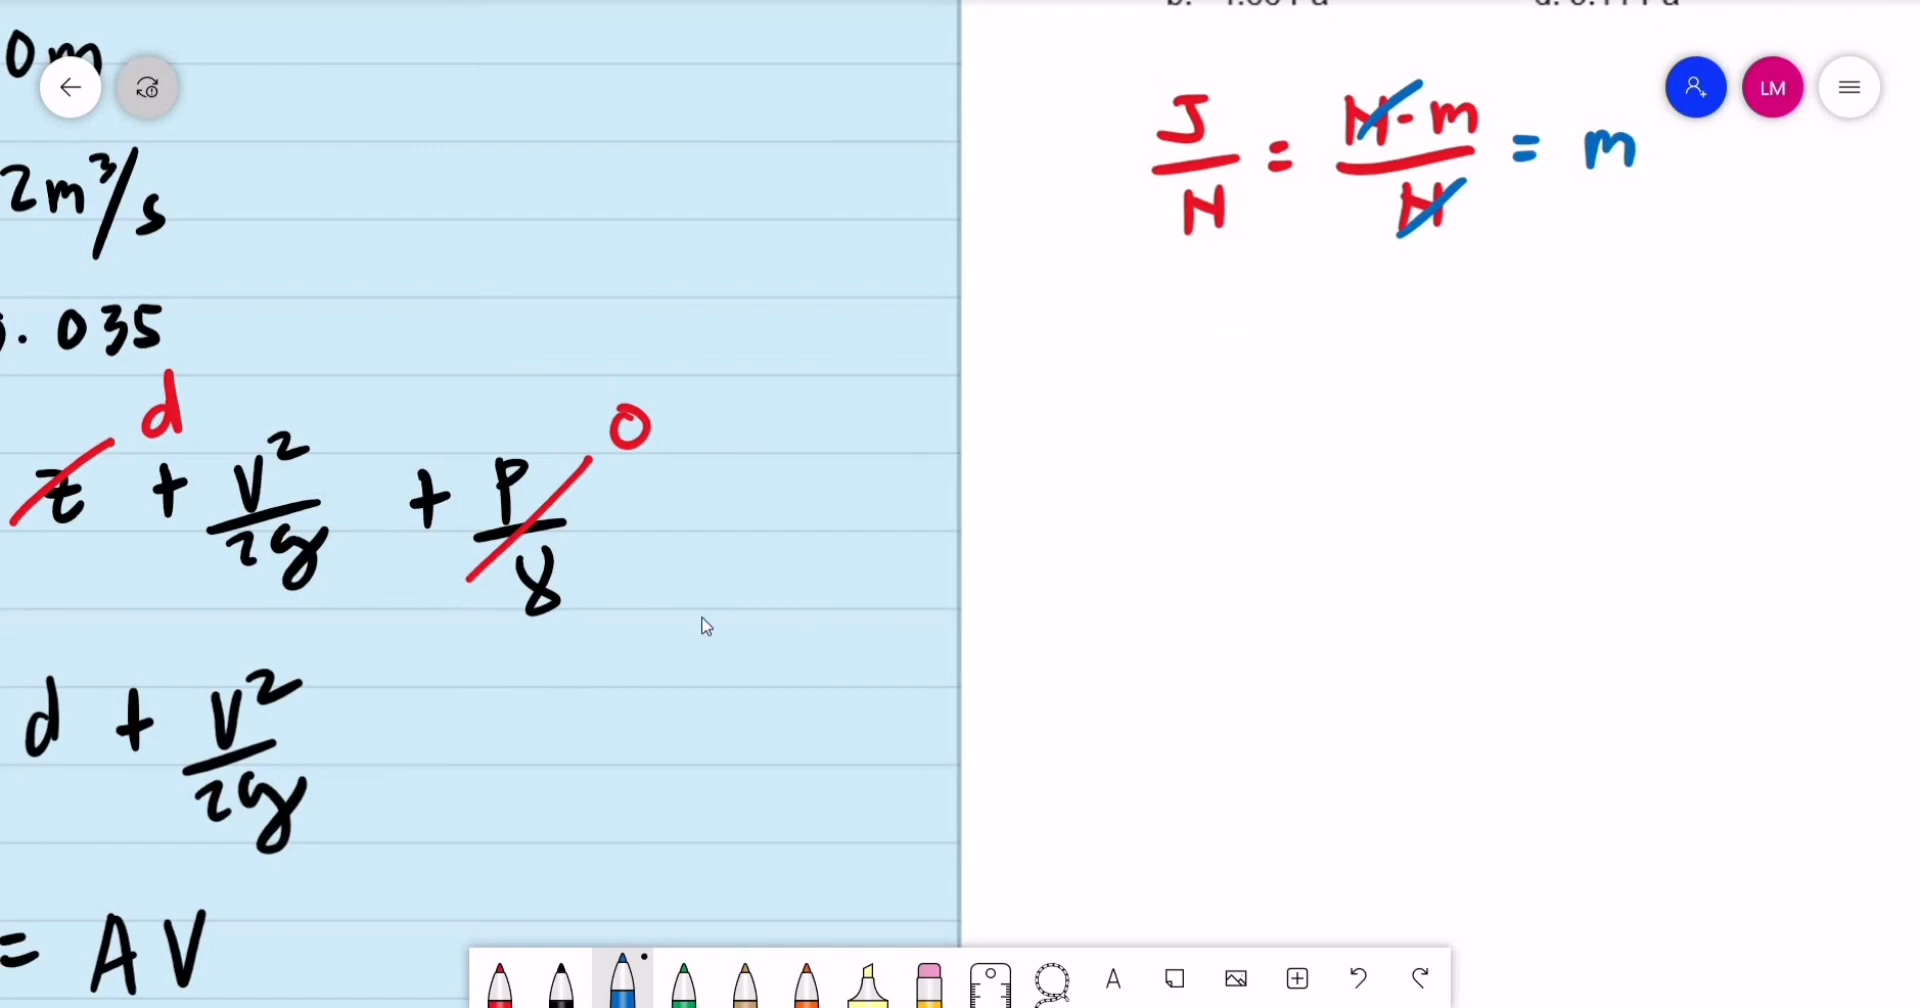 0m
2m³/s
. 035
d
0
z + V²/2g + P/γ
d + V²/2g
= AV
J/N = N-m/N = m
LM
A